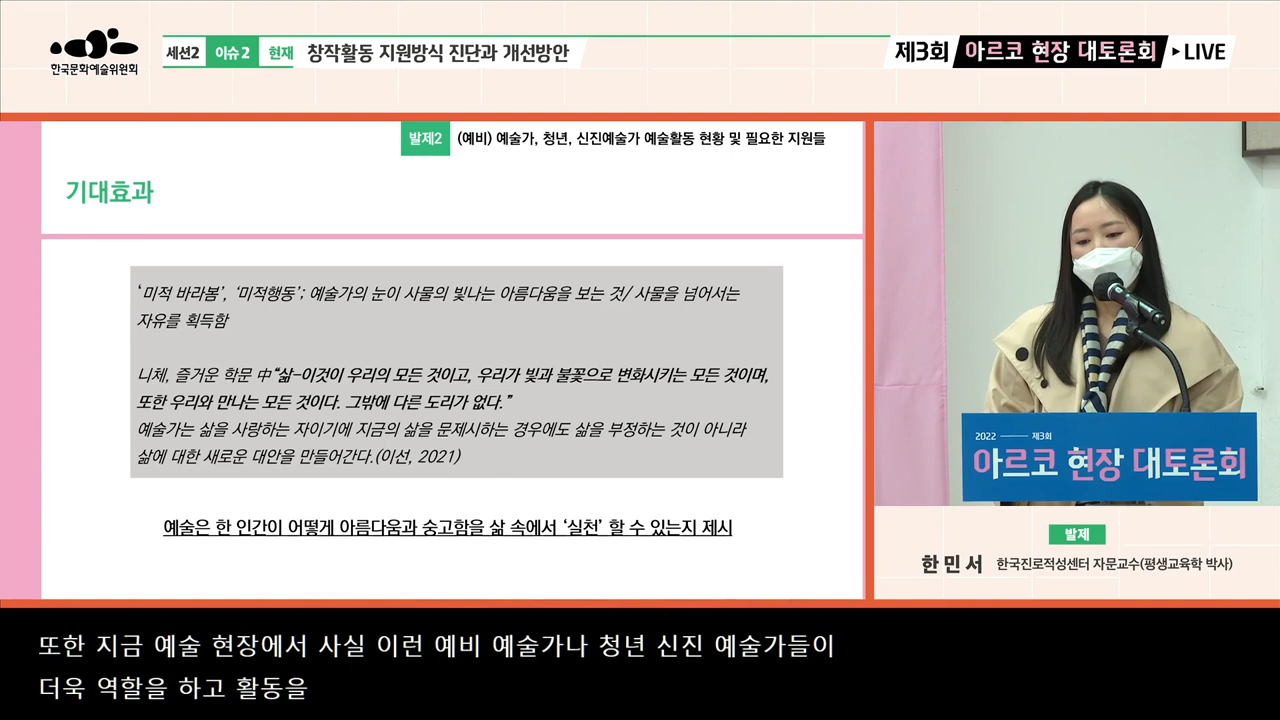 한국문화예술위원회
세션2 이슈 2 현재 창작활동 지원방식 진단과 개선방안
제3회 아르코 현장 대토론회 ▶LIVE
발제2 (예비) 예술가, 청년, 신진예술가 예술활동 현황 및 필요한 지원들
기대효과
‘미적 바라봄’, ‘미적행동’; 예술가의 눈이 사물의 빛나는 아름다움을 보는 것/ 사물을 넘어서는
자유를 획득함
니체, 즐거운 학문 中“삶-이것이 우리의 모든 것이고, 우리가 빛과 불꽃으로 변화시키는 모든 것이며,
또한 우리와 만나는 모든 것이다. 그밖에 다른 도리가 없다.”
예술가는 삶을 사랑하는 자이기에 지금의 삶을 문제시하는 경우에도 삶을 부정하는 것이 아니라
삶에 대한 새로운 대안을 만들어간다.(이선, 2021)
예술은 한 인간이 어떻게 아름다움과 숭고함을 삶 속에서 ‘실천’ 할 수 있는지 제시
2022 제3회
아르코 현장 대토론회
발제
한민서 한국진로적성센터 자문교수(평생교육학 박사)
또한 지금 예술 현장에서 사실 이런 예비 예술가나 청년 신진 예술가들이
더욱 역할을 하고 활동을